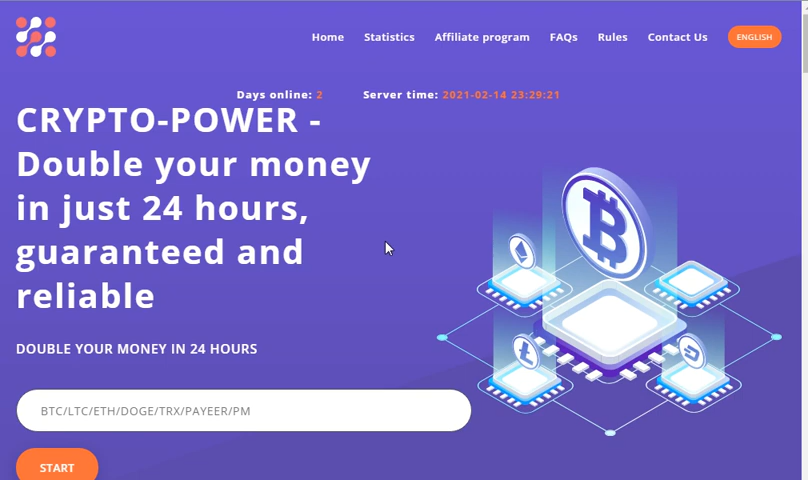 Home Statistics Affiliate program FAQs Rules Contact Us ENGLISH
Days online: 2 Server time: 2021-02-14 23:29:21
CRYPTO-POWER -
Double your money
in just 24 hours,
guaranteed and
reliable
DOUBLE YOUR MONEY IN 24 HOURS
BTC/LTC/ETH/DOGE/TRX/PAYEER/PM
START